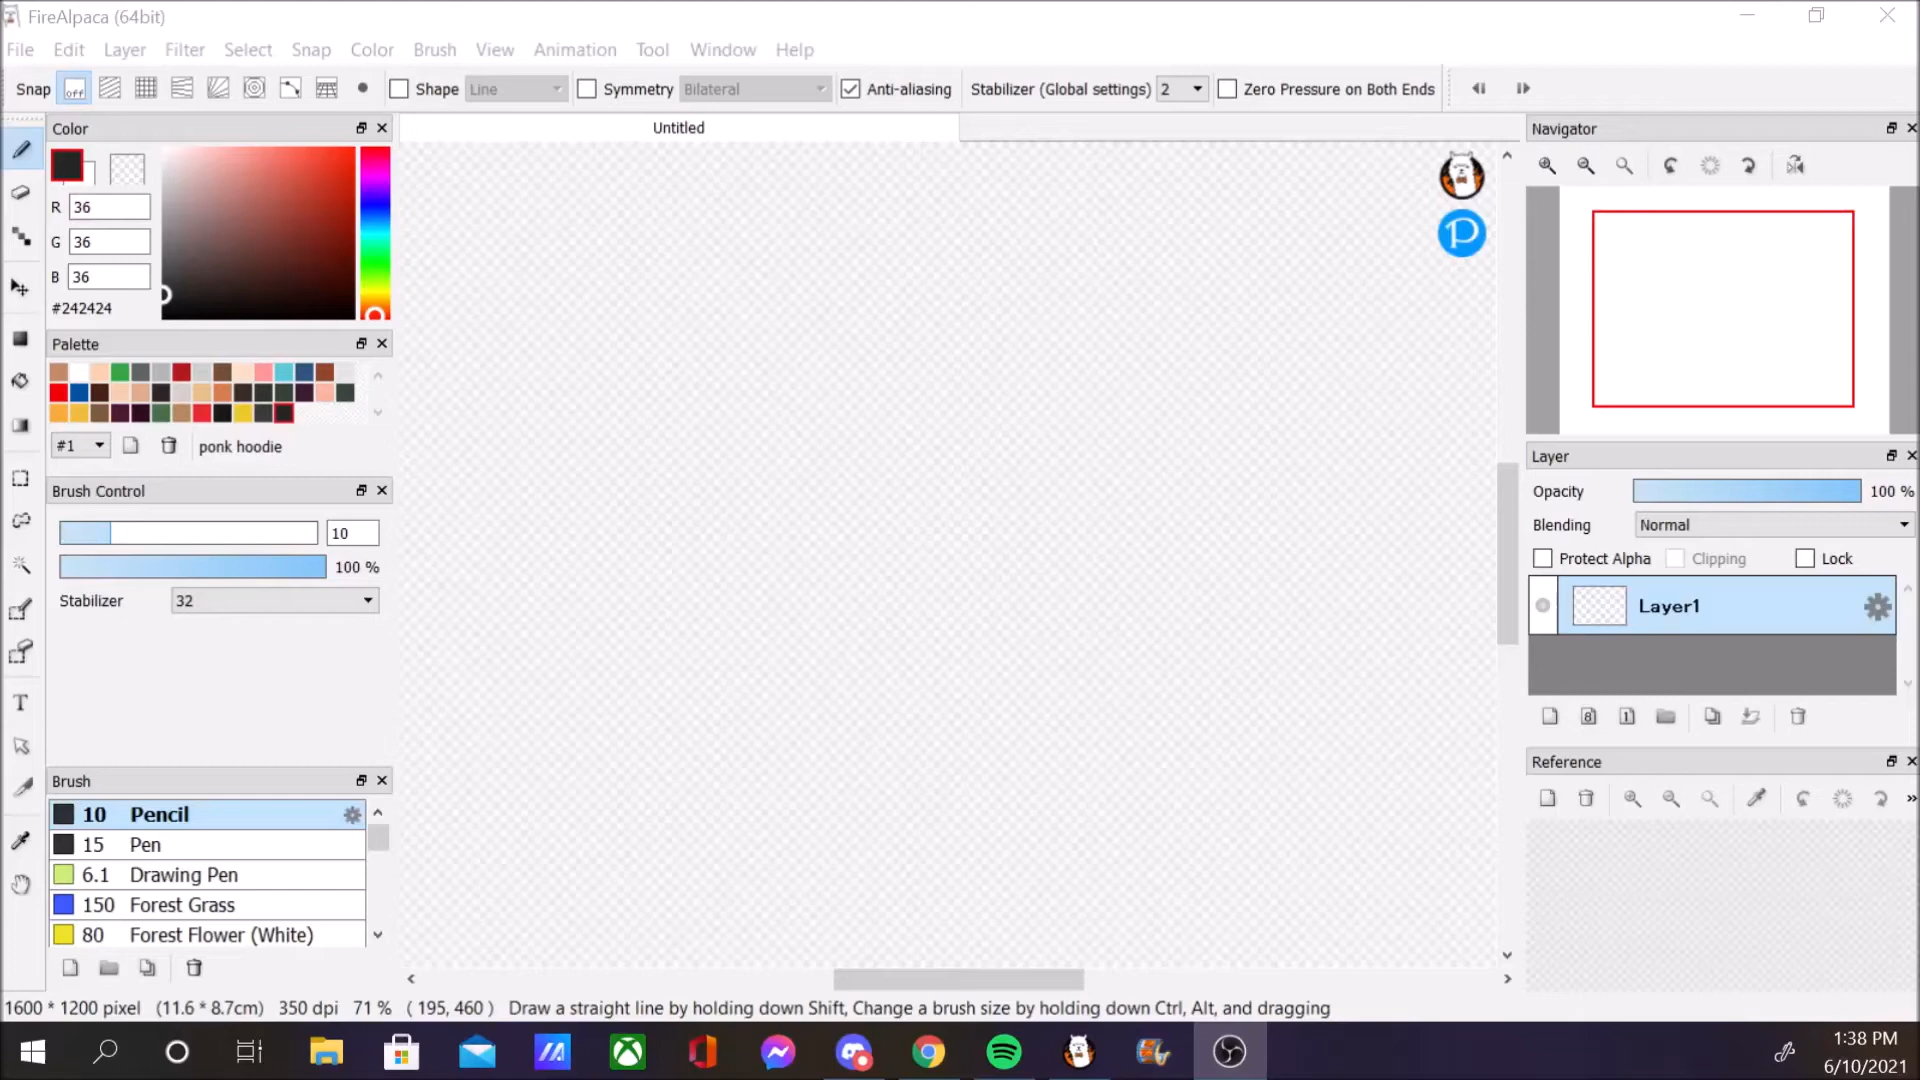 FireAlpaca (64bit)
File Edit Layer Filter Select Snap Color Brush View Animation Tool Window Help
Snap off Shape Line Symmetry Bilateral Anti-aliasing Stabilizer (Global settings) 2 Zero Pressure on Both Ends
Color
R 36
G 36
B 36
#242424
Palette
#1 ponk hoodie
Brush Control
10
100 %
Stabilizer 32
Brush
10 Pencil
15 Pen
6.1 Drawing Pen
150 Forest Grass
80 Forest Flower (White)
Untitled
P
Navigator
Layer
Opacity 100 %
Blending Normal
Protect Alpha Clipping Lock
Layer1
8 1
Reference
T
1600 * 1200 pixel (11.6 * 8.7cm) 350 dpi 71 % ( 195, 460 ) Draw a straight line by holding down Shift, Change a brush size by holding down Ctrl, Alt, and dragging
1:38 PM
6/10/2021